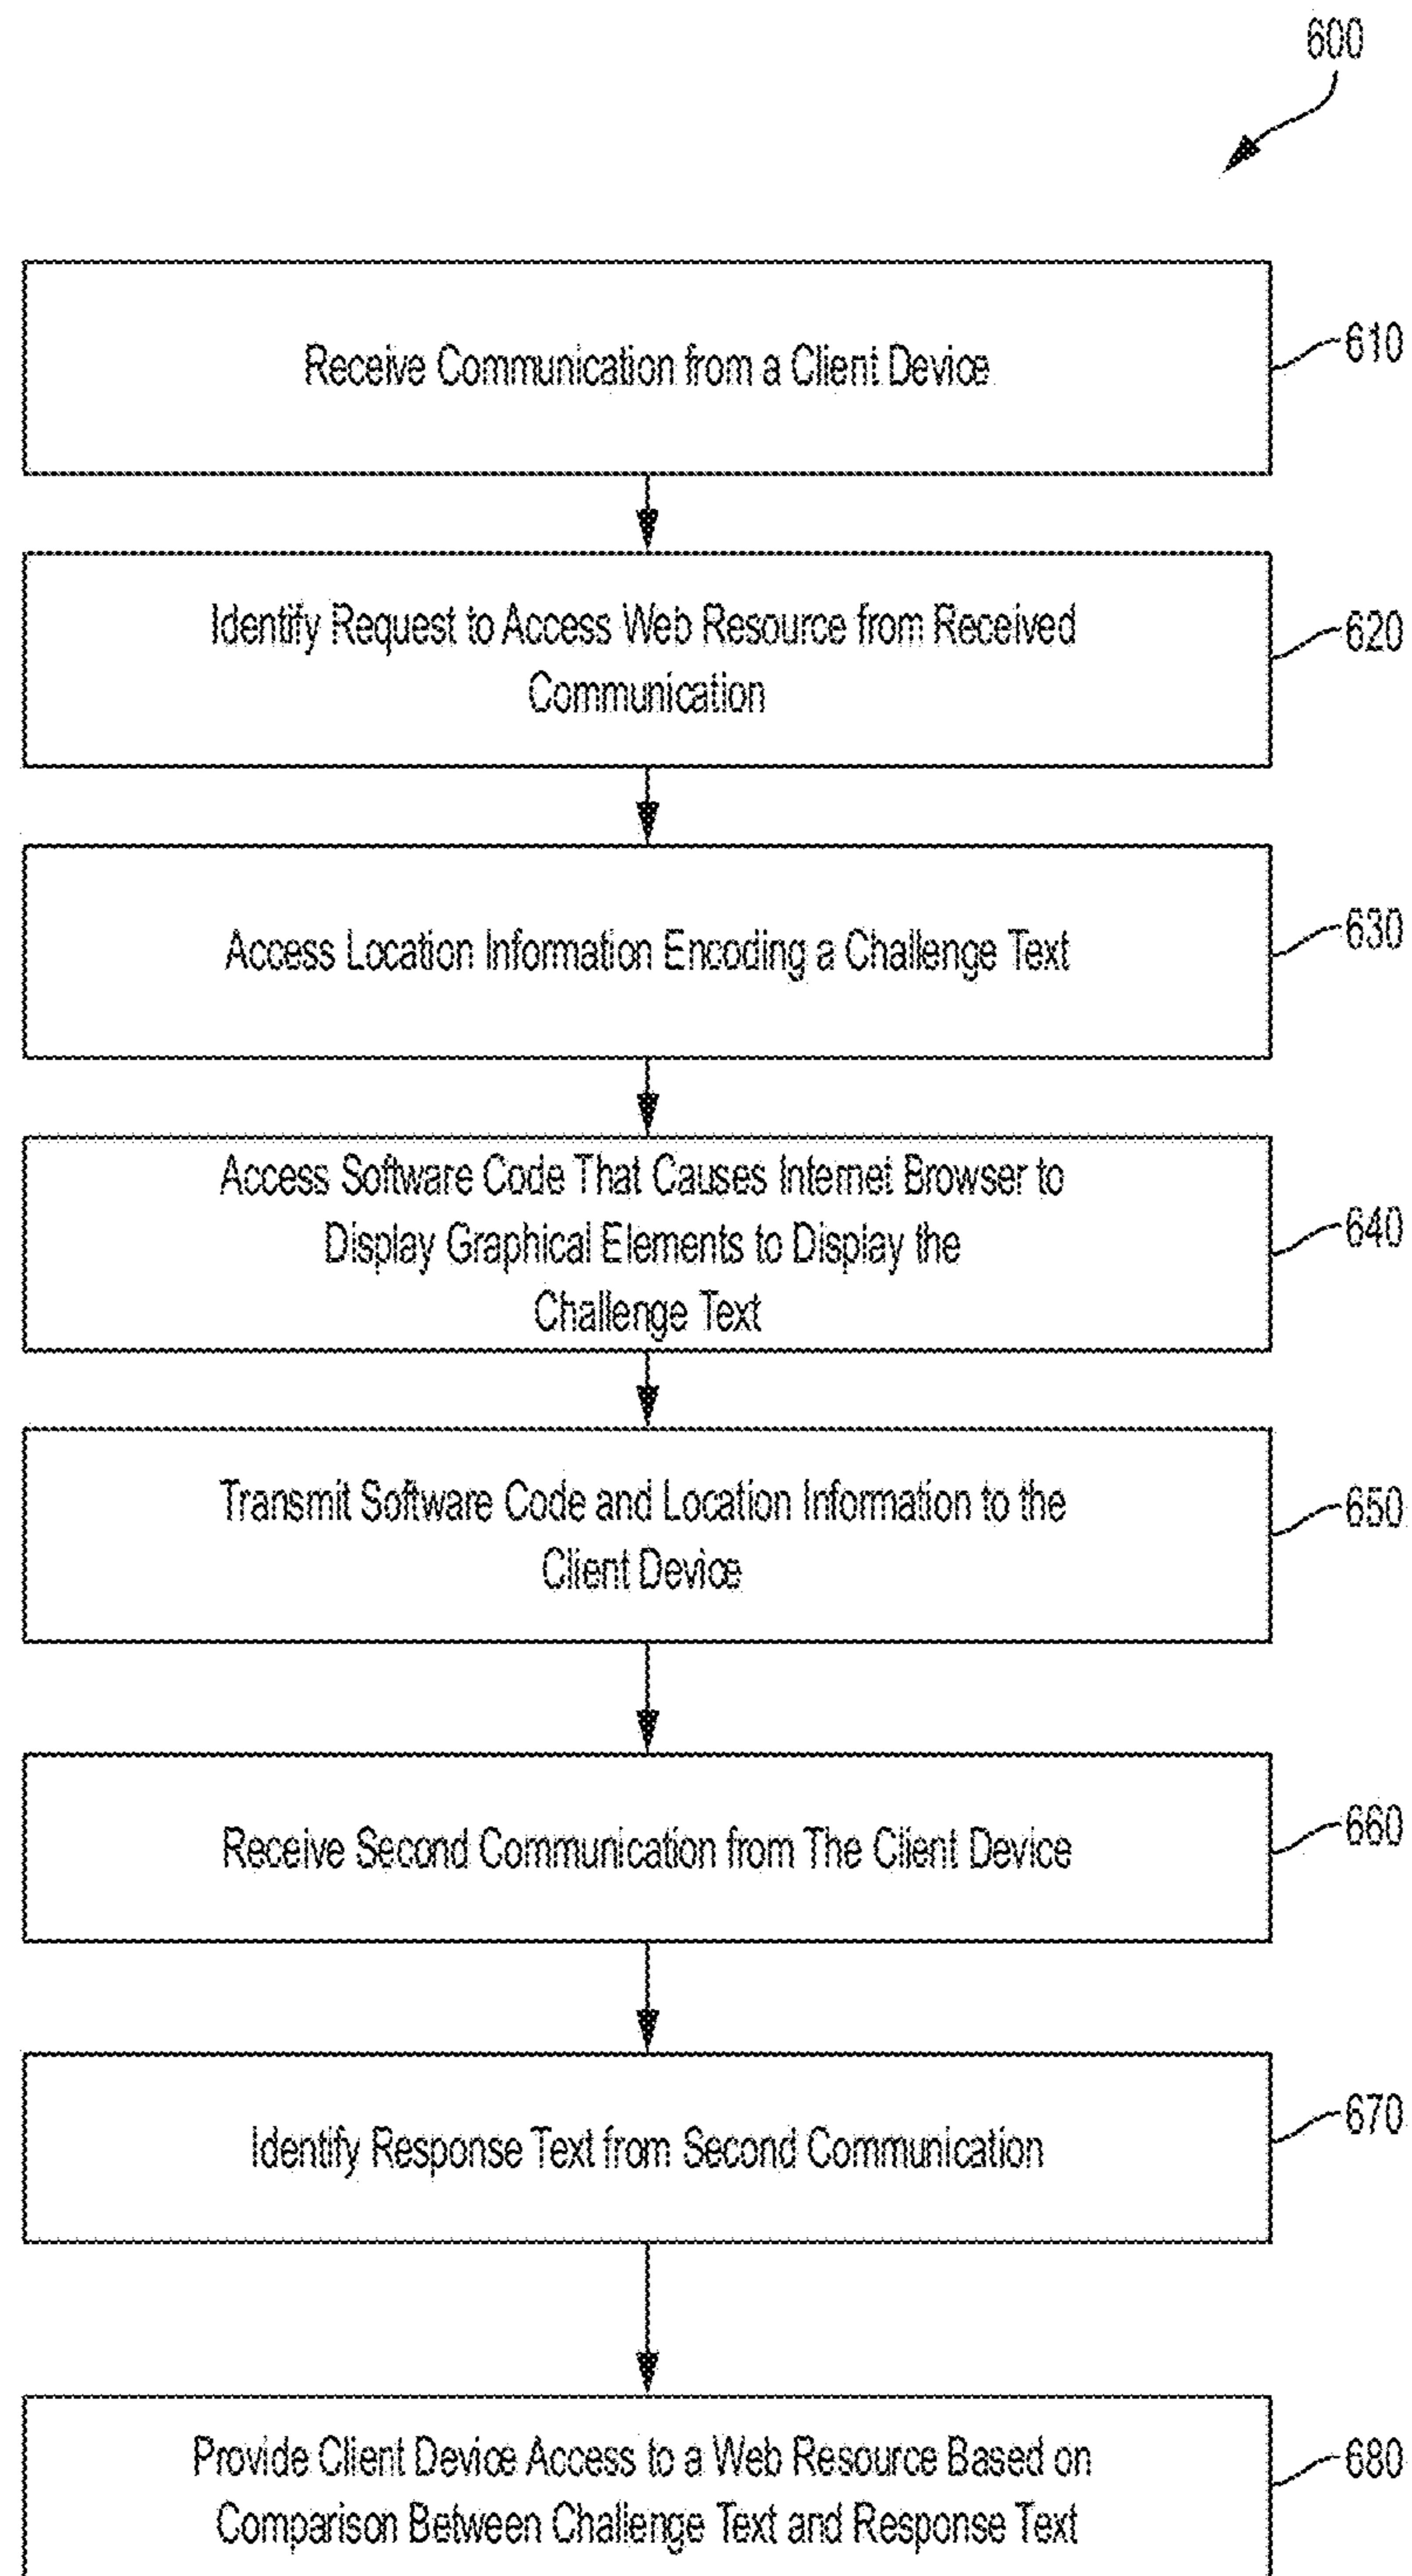 600
Receive Communication from a Client Device
610
Identify Request to Access Web Resource from Received
Communication
620
Access Location Information Encoding a Challenge Text
630
Access Software Code That Causes Internet Browser to
Display Graphical Elements to Display the
Challenge Text
640
Transmit Software Code and Location Information to the
Client Device
650
Receive Second Communication from The Client Device
660
Identify Response Text from Second Communication
670
Provide Client Device Access to a Web Resource Based on
Comparison Between Challenge Text and Response Text
680